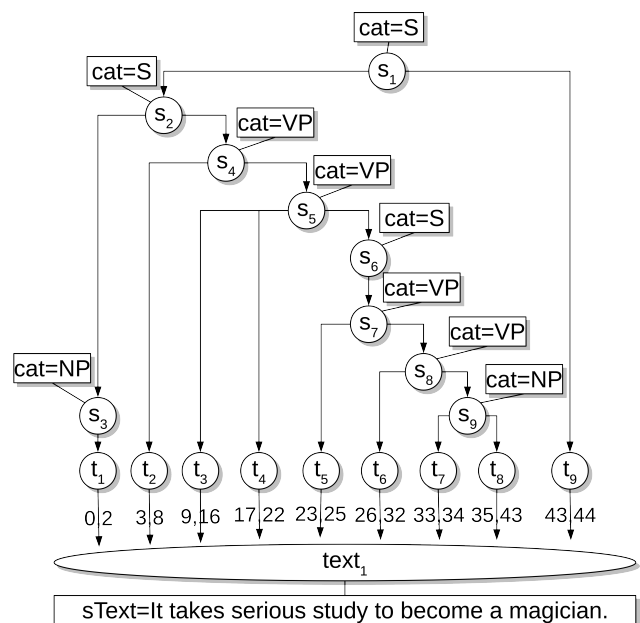 cat=S
s1
cat=S
s2
cat=VP
s4
cat=VP
s5
cat=S
s6
cat=VP
s7
cat=VP
s8
cat=NP
cat=NP
s9
s3
t1 t2 t3 t4 t5 t6 t7 t8 t9
0,2 3,8 9,16 17,22 23,25 26,32 33,34 35,43 43,44
text1
sText=It takes serious study to become a magician.